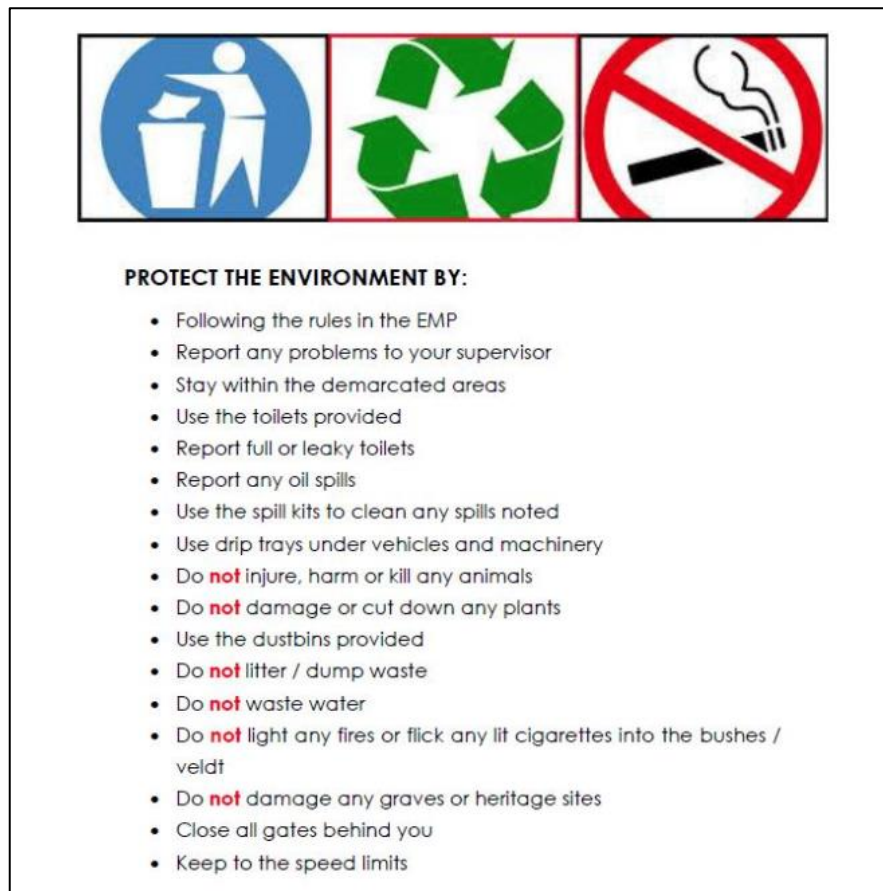 PROTECT THE ENVIRONMENT BY:
• Following the rules in the EMP
• Report any problems to your supervisor
• Stay within the demarcated areas
• Use the toilets provided
• Report full or leaky toilets
• Report any oil spills
• Use the spill kits to clean any spills noted
• Use drip trays under vehicles and machinery
• Do not injure, harm or kill any animals
• Do not damage or cut down any plants
• Use the dustbins provided
• Do not litter / dump waste
• Do not waste water
• Do not light any fires or flick any lit cigarettes into the bushes /
veldt
• Do not damage any graves or heritage sites
• Close all gates behind you
• Keep to the speed limits